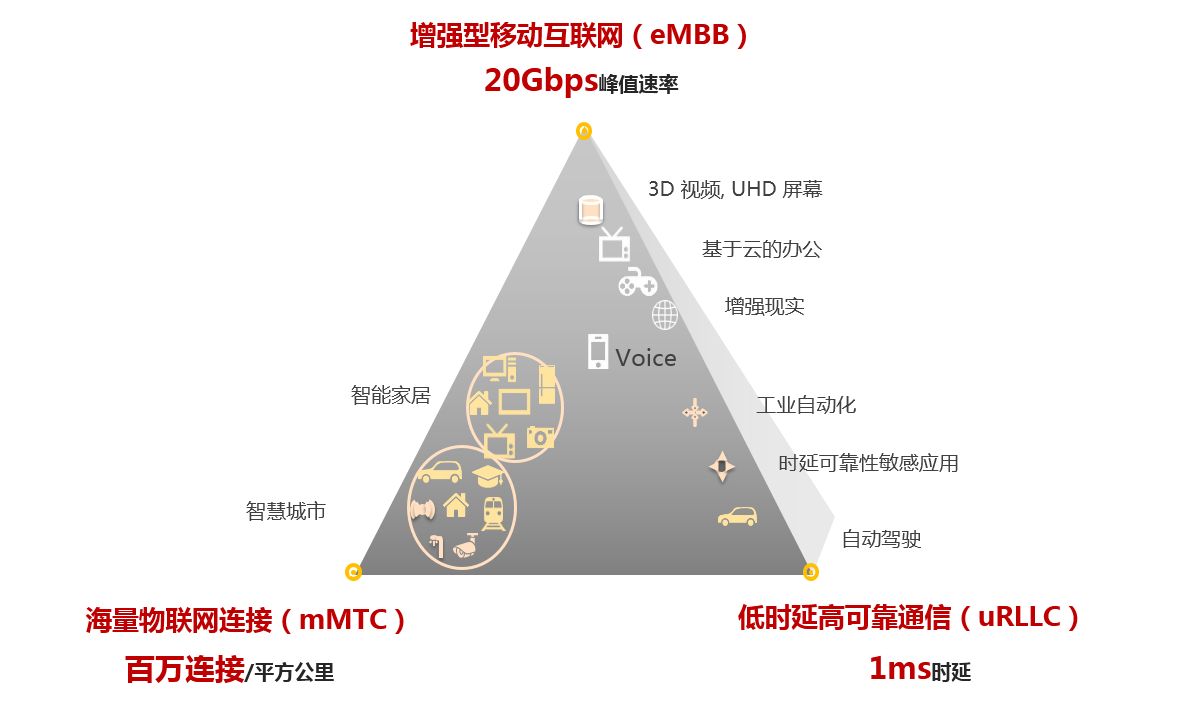 增强型移动互联网（eMBB）
20Gbps峰值速率
3D 视频, UHD 屏幕
基于云的办公
增强现实
Voice
智能家居
工业自动化
时延可靠性敏感应用
智慧城市
自动驾驶
海量物联网连接（mMTC）
低时延高可靠通信（uRLLC）
百万连接/平方公里
1ms时延